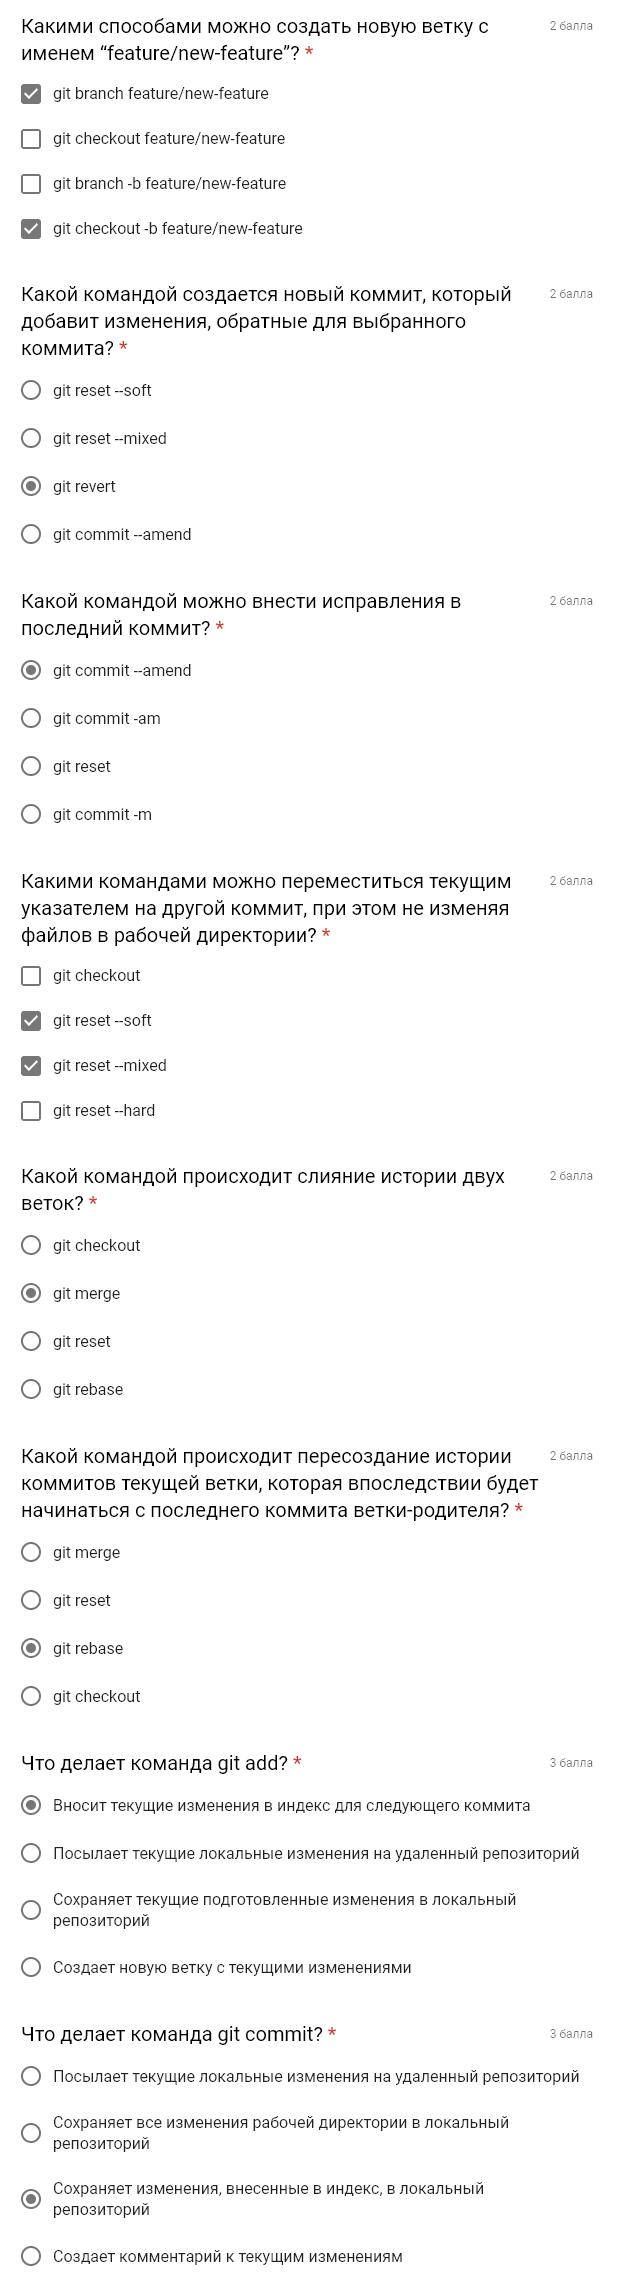 Какими способами можно создать новую ветку с
2 балла
именем “feature/new-feature”? *
git branch feature/new-feature
git checkout feature/new-feature
git branch -b feature/new-feature
git checkout -b feature/new-feature
Какой командой создается новый коммит, который
2 балла
добавит изменения, обратные для выбранного
коммита? *
git reset --soft
git reset --mixed
git revert
git commit --amend
Какой командой можно внести исправления в
2 балла
последний коммит? *
git commit --amend
git commit -am
git reset
git commit -m
Какими командами можно переместиться текущим
2 балла
указателем на другой коммит, при этом не изменяя
файлов в рабочей директории? *
git checkout
git reset --soft
git reset --mixed
git reset --hard
Какой командой происходит слияние истории двух
2 балла
веток? *
git checkout
git merge
git reset
git rebase
Какой командой происходит пересоздание истории
2 балла
коммитов текущей ветки, которая впоследствии будет
начинаться с последнего коммита ветки-родителя? *
git merge
git reset
git rebase
git checkout
Что делает команда git add? *
3 балла
Вносит текущие изменения в индекс для следующего коммита
Посылает текущие локальные изменения на удаленный репозиторий
Сохраняет текущие подготовленные изменения в локальный
репозиторий
Создает новую ветку с текущими изменениями
Что делает команда git commit? *
3 балла
Посылает текущие локальные изменения на удаленный репозиторий
Сохраняет все изменения рабочей директории в локальный
репозиторий
Сохраняет изменения, внесенные в индекс, в локальный
репозиторий
Создает комментарий к текущим изменениям